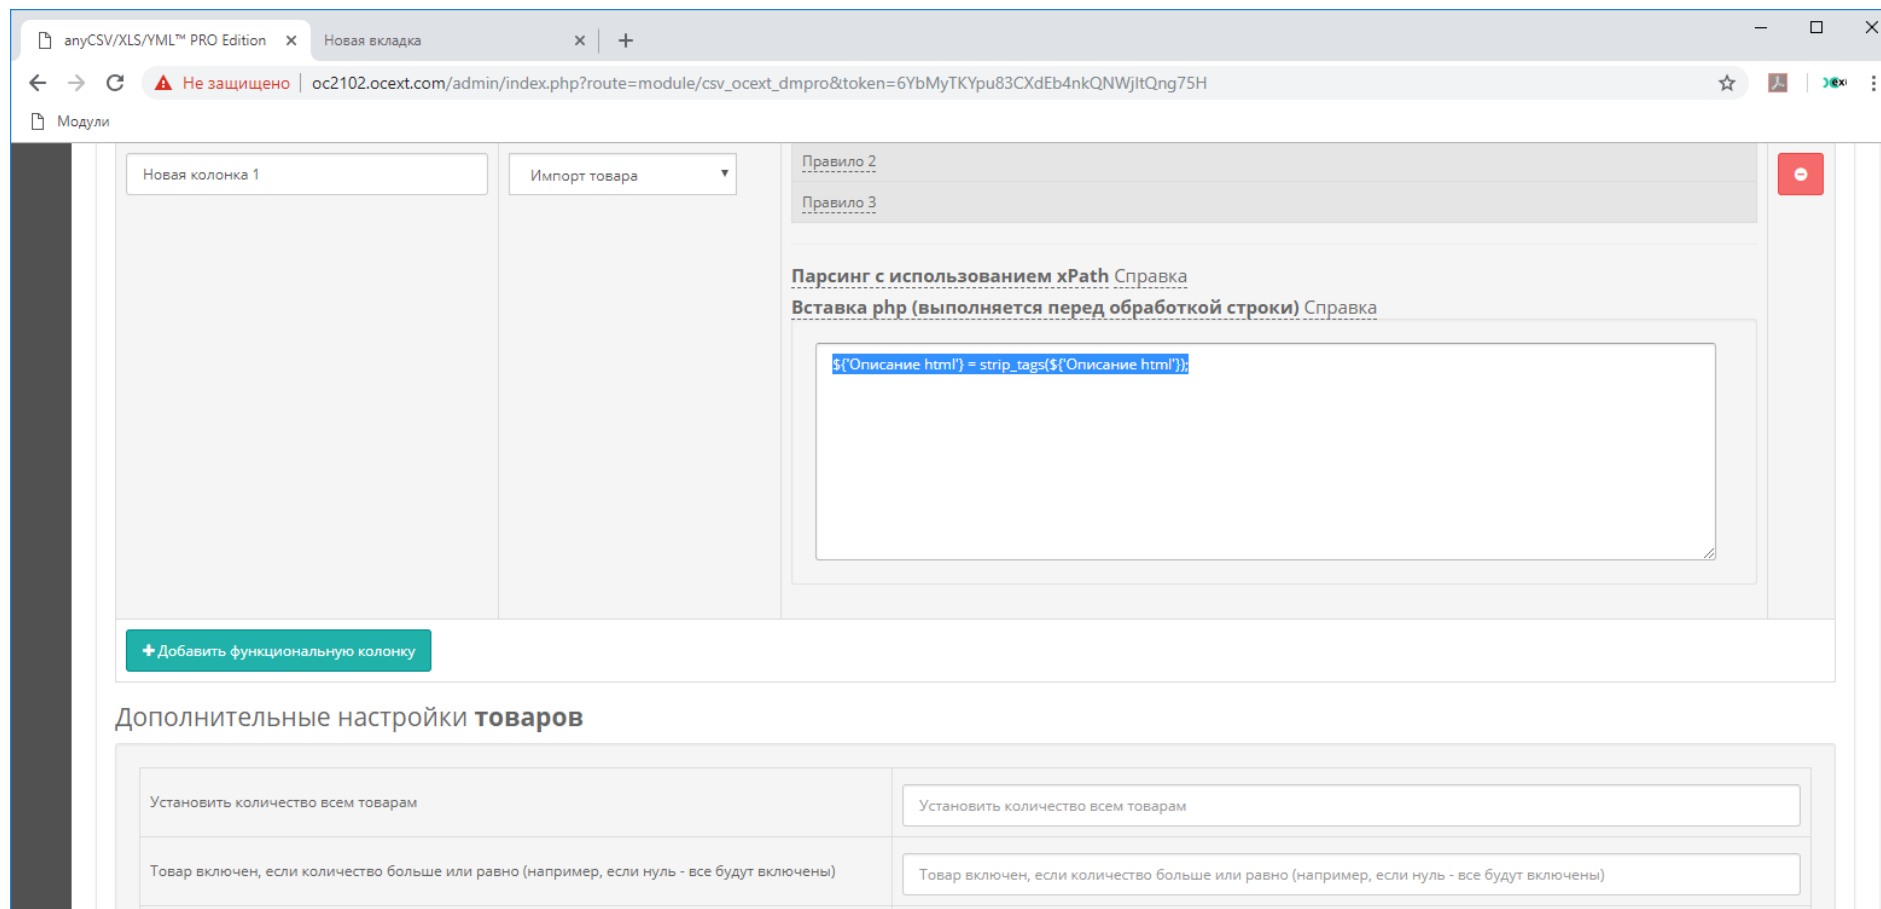 anyCSV/XLS/YML™ PRO Edition
Новая вкладка
Не защищено
oc2102.ocext.com/admin/index.php?route=module/csv_ocext_dmpro&token=6YbMyTKYpu83CXdEb4nkQNWjItQng75H
Модули
Новая колонка 1
Импорт товара
Правило 2
Правило 3
Парсинг с использованием xPath Справка
Вставка php (выполняется перед обработкой строки) Справка
${'Описание html'} = strip_tags(${'Описание html'});
Добавить функциональную колонку
Дополнительные настройки товаров
Установить количество всем товарам
Установить количество всем товарам
Товар включен, если количество больше или равно (например, если нуль - все будут включены)
Товар включен, если количество больше или равно (например, если нуль - все будут включены)